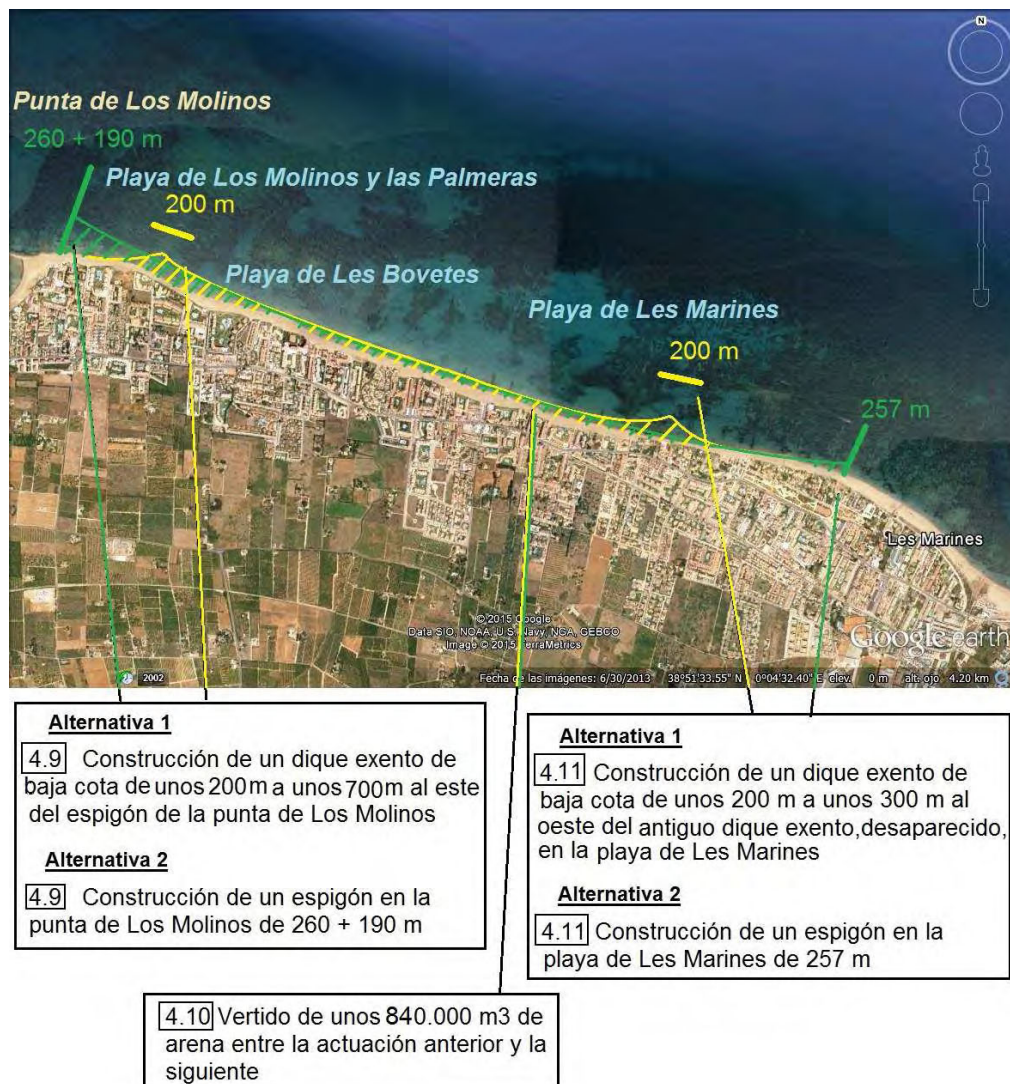 N
Punta de Los Molinos
260 + 190 m
Playa de Los Molinos y las Palmeras
200 m
Playa de Les Bovetes
Playa de Les Marines
200 m
257 m
Les Marines
© 2015 Google
Data SIO, NOAA, U.S. Navy, NGA, GEBCO
Image © 2015 TerraMetrics
Google earth
2002
Fecha de las imágenes: 6/30/2013 38°51'33.55" N 0°04'32.40" E elev. 0 m alt. ojo 4.20 km
Alternativa 1
4.9 Construcción de un dique exento de
baja cota de unos 200 m a unos 700 m al este
del espigón de la punta de Los Molinos
Alternativa 2
4.9 Construcción de un espigón en la
punta de Los Molinos de 260 + 190 m
Alternativa 1
4.11 Construcción de un dique exento de
baja cota de unos 200 m a unos 300 m al
oeste del antiguo dique exento, desaparecido,
en la playa de Les Marines
Alternativa 2
4.11 Construcción de un espigón en la
playa de Les Marines de 257 m
4.10 Vertido de unos 840.000 m3 de
arena entre la actuación anterior y la
siguiente